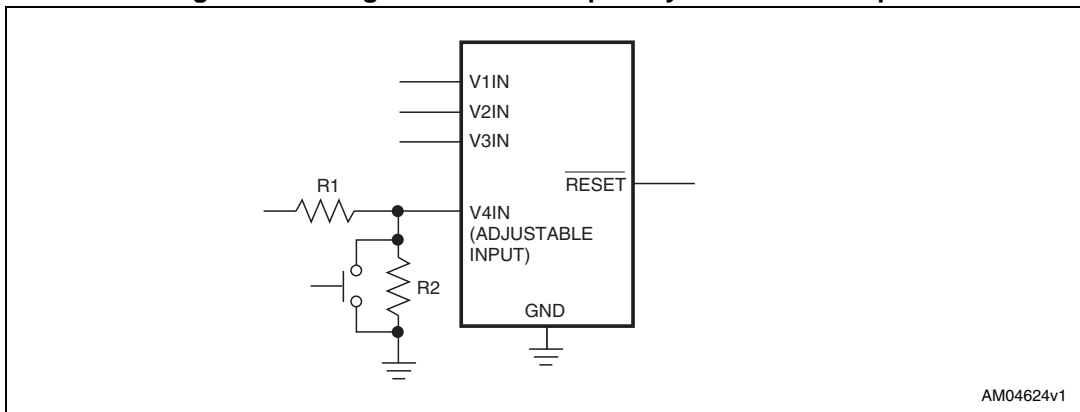 V1IN
V2IN
V3IN
RESET
R1
V4IN
(ADJUSTABLE
INPUT)
R2
GND
AM04624v1